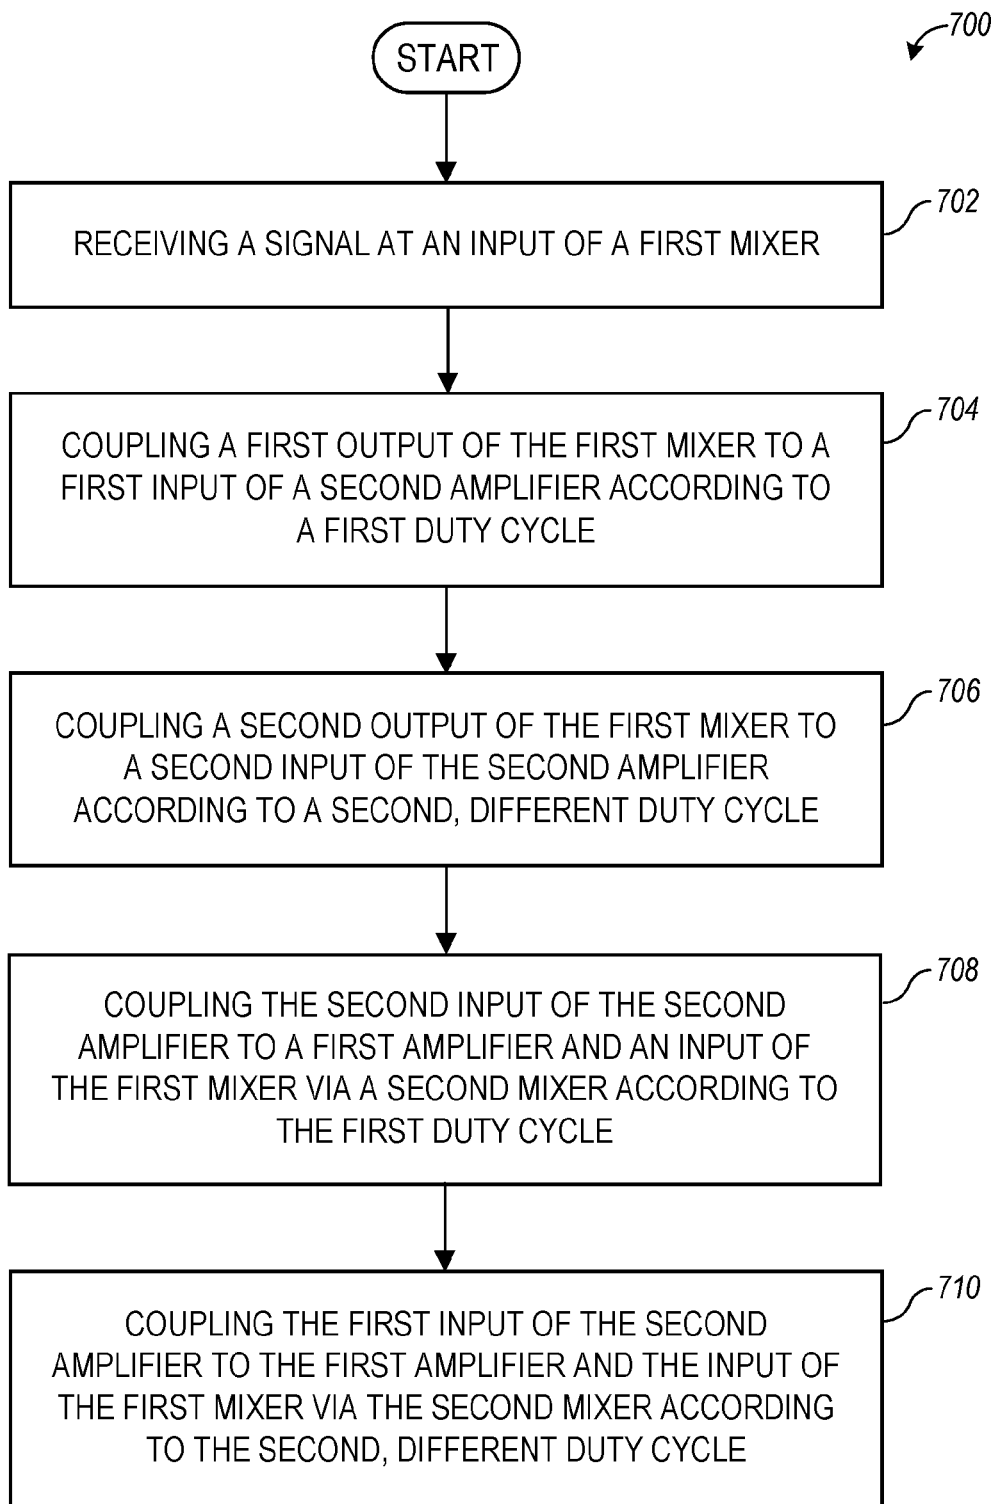 700
START
702
RECEIVING A SIGNAL AT AN INPUT OF A FIRST MIXER
704
COUPLING A FIRST OUTPUT OF THE FIRST MIXER TO A
FIRST INPUT OF A SECOND AMPLIFIER ACCORDING TO
A FIRST DUTY CYCLE
706
COUPLING A SECOND OUTPUT OF THE FIRST MIXER TO
A SECOND INPUT OF THE SECOND AMPLIFIER
ACCORDING TO A SECOND, DIFFERENT DUTY CYCLE
708
COUPLING THE SECOND INPUT OF THE SECOND
AMPLIFIER TO A FIRST AMPLIFIER AND AN INPUT OF
THE FIRST MIXER VIA A SECOND MIXER ACCORDING TO
THE FIRST DUTY CYCLE
710
COUPLING THE FIRST INPUT OF THE SECOND
AMPLIFIER TO THE FIRST AMPLIFIER AND THE INPUT OF
THE FIRST MIXER VIA THE SECOND MIXER ACCORDING
TO THE SECOND, DIFFERENT DUTY CYCLE